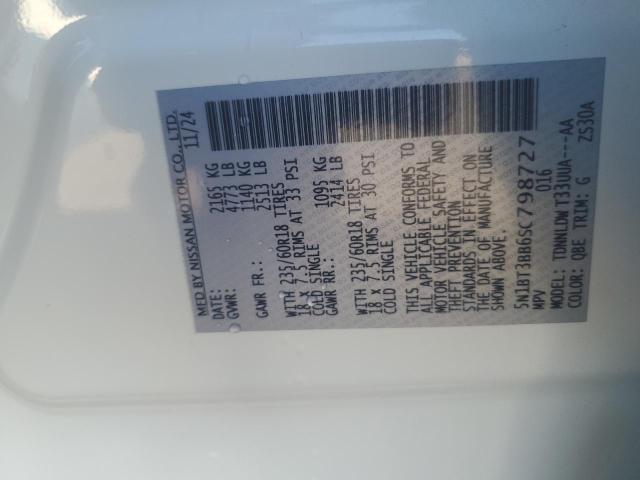 MFD BY NISSAN MOTOR CO., LTD.
DATE: 11/24
GVWR: 2165 KG
4773 LB
GAWR FR.: 1140 KG
2513 LB
WITH 235/60R18 TIRES
18 X 7.5 RIMS AT 33 PSI
COLD SINGLE
GAWR RR.: 1095 KG
2414 LB
WITH 235/60R18 TIRES
18 X 7.5 RIMS AT 30 PSI
COLD SINGLE
THIS VEHICLE CONFORMS TO
ALL APPLICABLE FEDERAL
MOTOR VEHICLE SAFETY AND
THEFT PREVENTION
STANDARDS IN EFFECT ON
THE DATE OF MANUFACTURE
SHOWN ABOVE.
5N1BT3BB6SC798727
MPV 016
MODEL: TDNNLDWT33UUA---AA
COLOR: QBE TRIM: G ZS30A